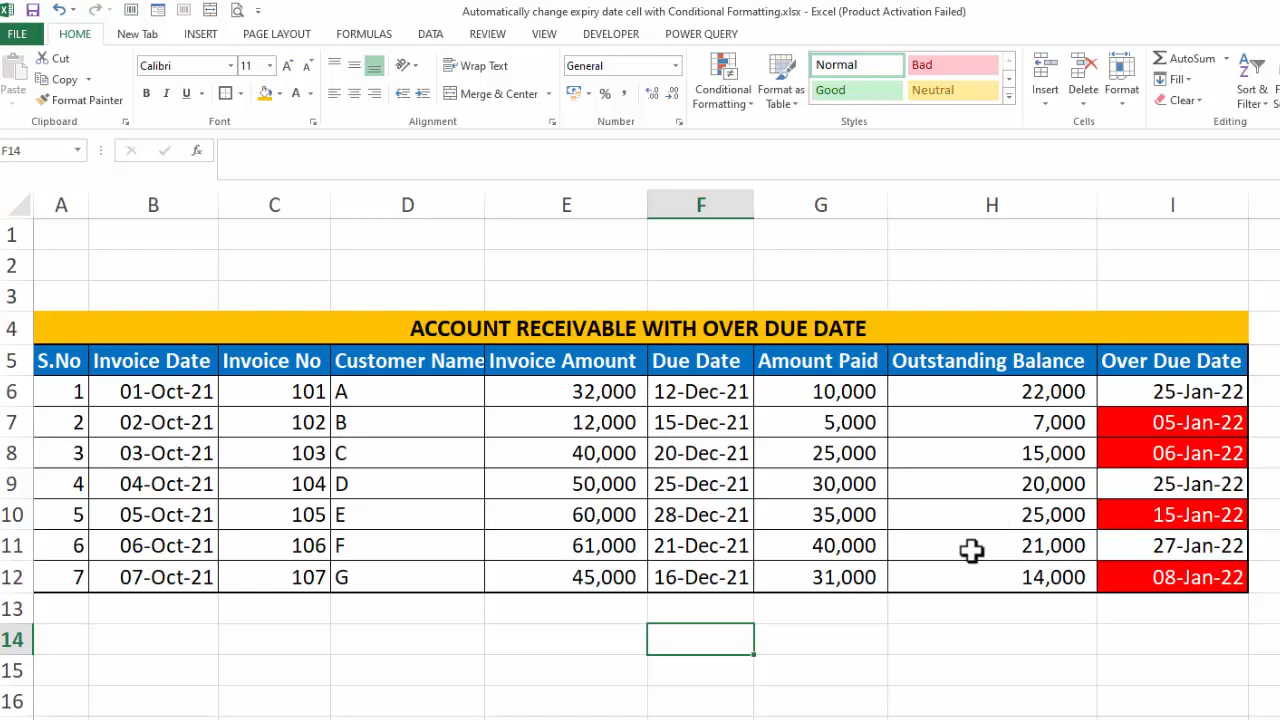 Automatically change expiry date cell with Conditional Formatting.xlsx - Excel (Product Activation Failed)
FILE HOME New Tab INSERT PAGE LAYOUT FORMULAS DATA REVIEW VIEW DEVELOPER POWER QUERY
Paste
Cut
Copy
Format Painter
Clipboard
Calibri 11
B I U
Font
Wrap Text
Merge & Center
Alignment
General
Number
Conditional Formatting
Format as Table
Normal Bad
Good Neutral
Styles
Insert Delete Format
Cells
AutoSum
Fill
Clear
Sort &
Filter
Editing
F14 fx
A B C D E F G H I
1
2
3
4 ACCOUNT RECEIVABLE WITH OVER DUE DATE
5 S.No Invoice Date Invoice No Customer Name Invoice Amount Due Date Amount Paid Outstanding Balance Over Due Date
6 1 01-Oct-21 101 A 32,000 12-Dec-21 10,000 22,000 25-Jan-22
7 2 02-Oct-21 102 B 12,000 15-Dec-21 5,000 7,000 05-Jan-22
8 3 03-Oct-21 103 C 40,000 20-Dec-21 25,000 15,000 06-Jan-22
9 4 04-Oct-21 104 D 50,000 25-Dec-21 30,000 20,000 25-Jan-22
10 5 05-Oct-21 105 E 60,000 28-Dec-21 35,000 25,000 15-Jan-22
11 6 06-Oct-21 106 F 61,000 21-Dec-21 40,000 21,000 27-Jan-22
12 7 07-Oct-21 107 G 45,000 16-Dec-21 31,000 14,000 08-Jan-22
13
14
15
16